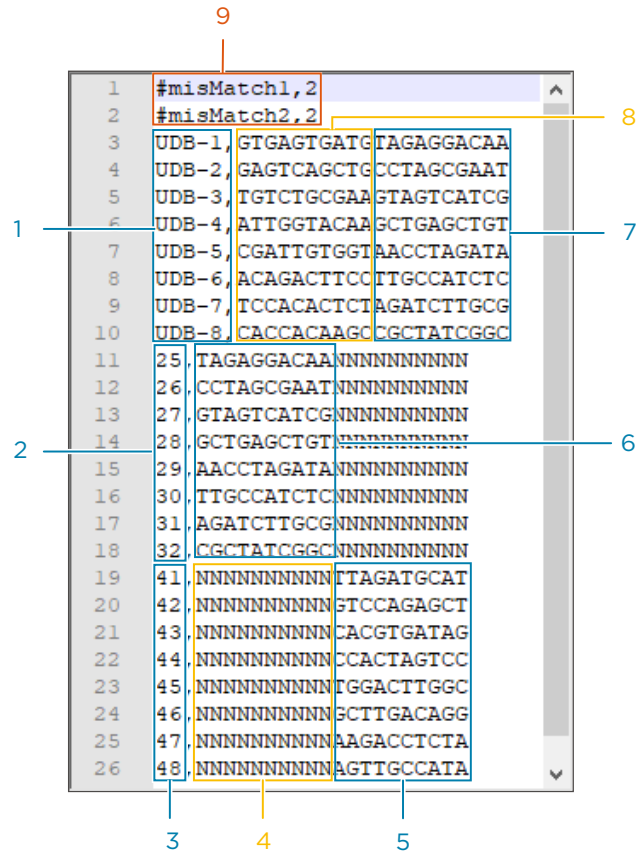 9
1 #misMatch1,2
2 #misMatch2,2
8
3 UDB-1,GTGAGTGATGTAGAGGACAA
4 UDB-2,GAGTCAGCTGCCTAGCGAAT
5 UDB-3,TGTCTGCGAAGTAGTCATCG
1
6 UDB-4,ATTGGTACAAGCTGAGCTGT
7
7 UDB-5,CGATTGTGGTAACCTAGATA
8 UDB-6,ACAGACTTCCTTGCCATCTC
9 UDB-7,TCCACACTCTAGATCTTGCG
10 UDB-8,CACCACAAGCCGCTATCGGC
11 25,TAGAGGACAANNNNNNNNNN
12 26,CCTAGCGAATNNNNNNNNNN
13 27,GTAGTCATCGNNNNNNNNNN
2
14 28,GCTGAGCTGTNNNNNNNNNN
6
15 29,AACCTAGATANNNNNNNNNN
16 30,TTGCCATCTCNNNNNNNNNN
17 31,AGATCTTGCGNNNNNNNNNN
18 32,CGCTATCGGCNNNNNNNNNN
19 41,NNNNNNNNNNTTAGATGCAT
20 42,NNNNNNNNNNGTCCAGAGCT
21 43,NNNNNNNNNNCACGTGATAG
22 44,NNNNNNNNNNCCACTAGTCC
23 45,NNNNNNNNNNTGGACTTGGC
24 46,NNNNNNNNNNGCTTGACAGG
25 47,NNNNNNNNNNAAGACCTCTA
26 48,NNNNNNNNNNAGTTGCCATA
3 4 5